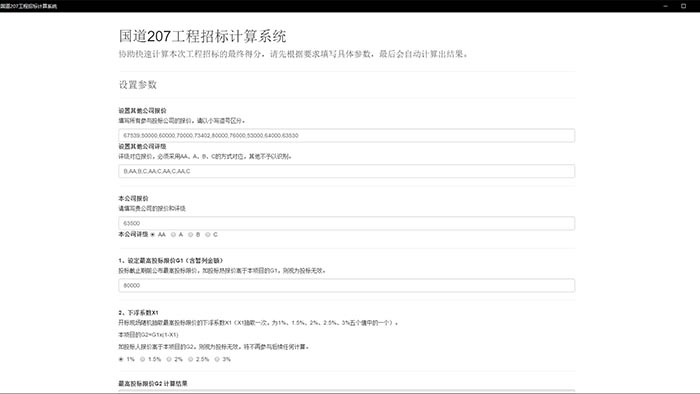 国道207工程招标计算系统
国道207工程招标计算系统
协助快速计算本次工程招标的最终得分，请先根据要求填写具体参数，最后会自动计算出结果。
设置参数
设置其他公司报价
填写所有参与投标公司的报价，请以小写逗号区分。
67839,50000,60000,70000,73402,80000,76000,53000,64000,63830
设置其他公司评级
评级对应报价，必须采用AA、A、B、C的方式对应，其他不予以识别。
B,AA,B,C,AA,C,AA,C,AA,C
本公司报价
请填写贵公司的报价和评级
63500
本公司评级 AA A B C
1、设定最高投标限价G1（含暂列金额）
投标截止期前公布最高投标限价，如投标人报价高于本项目的G1，则视为投标无效。
80000
2、下浮系数X1
开标现场随机抽取最高投标限价的下浮系数X1（X1抽取一次，为1%、1.5%、2%、2.5%、3%五个值中的一个）。
本项目的G2=G1x(1-X1)
如投标人报价高于本项目的G2，则视为投标无效，将不再参与后续任何计算。
1% 1.5% 2% 2.5% 3%
最高投标限价G2 计算结果